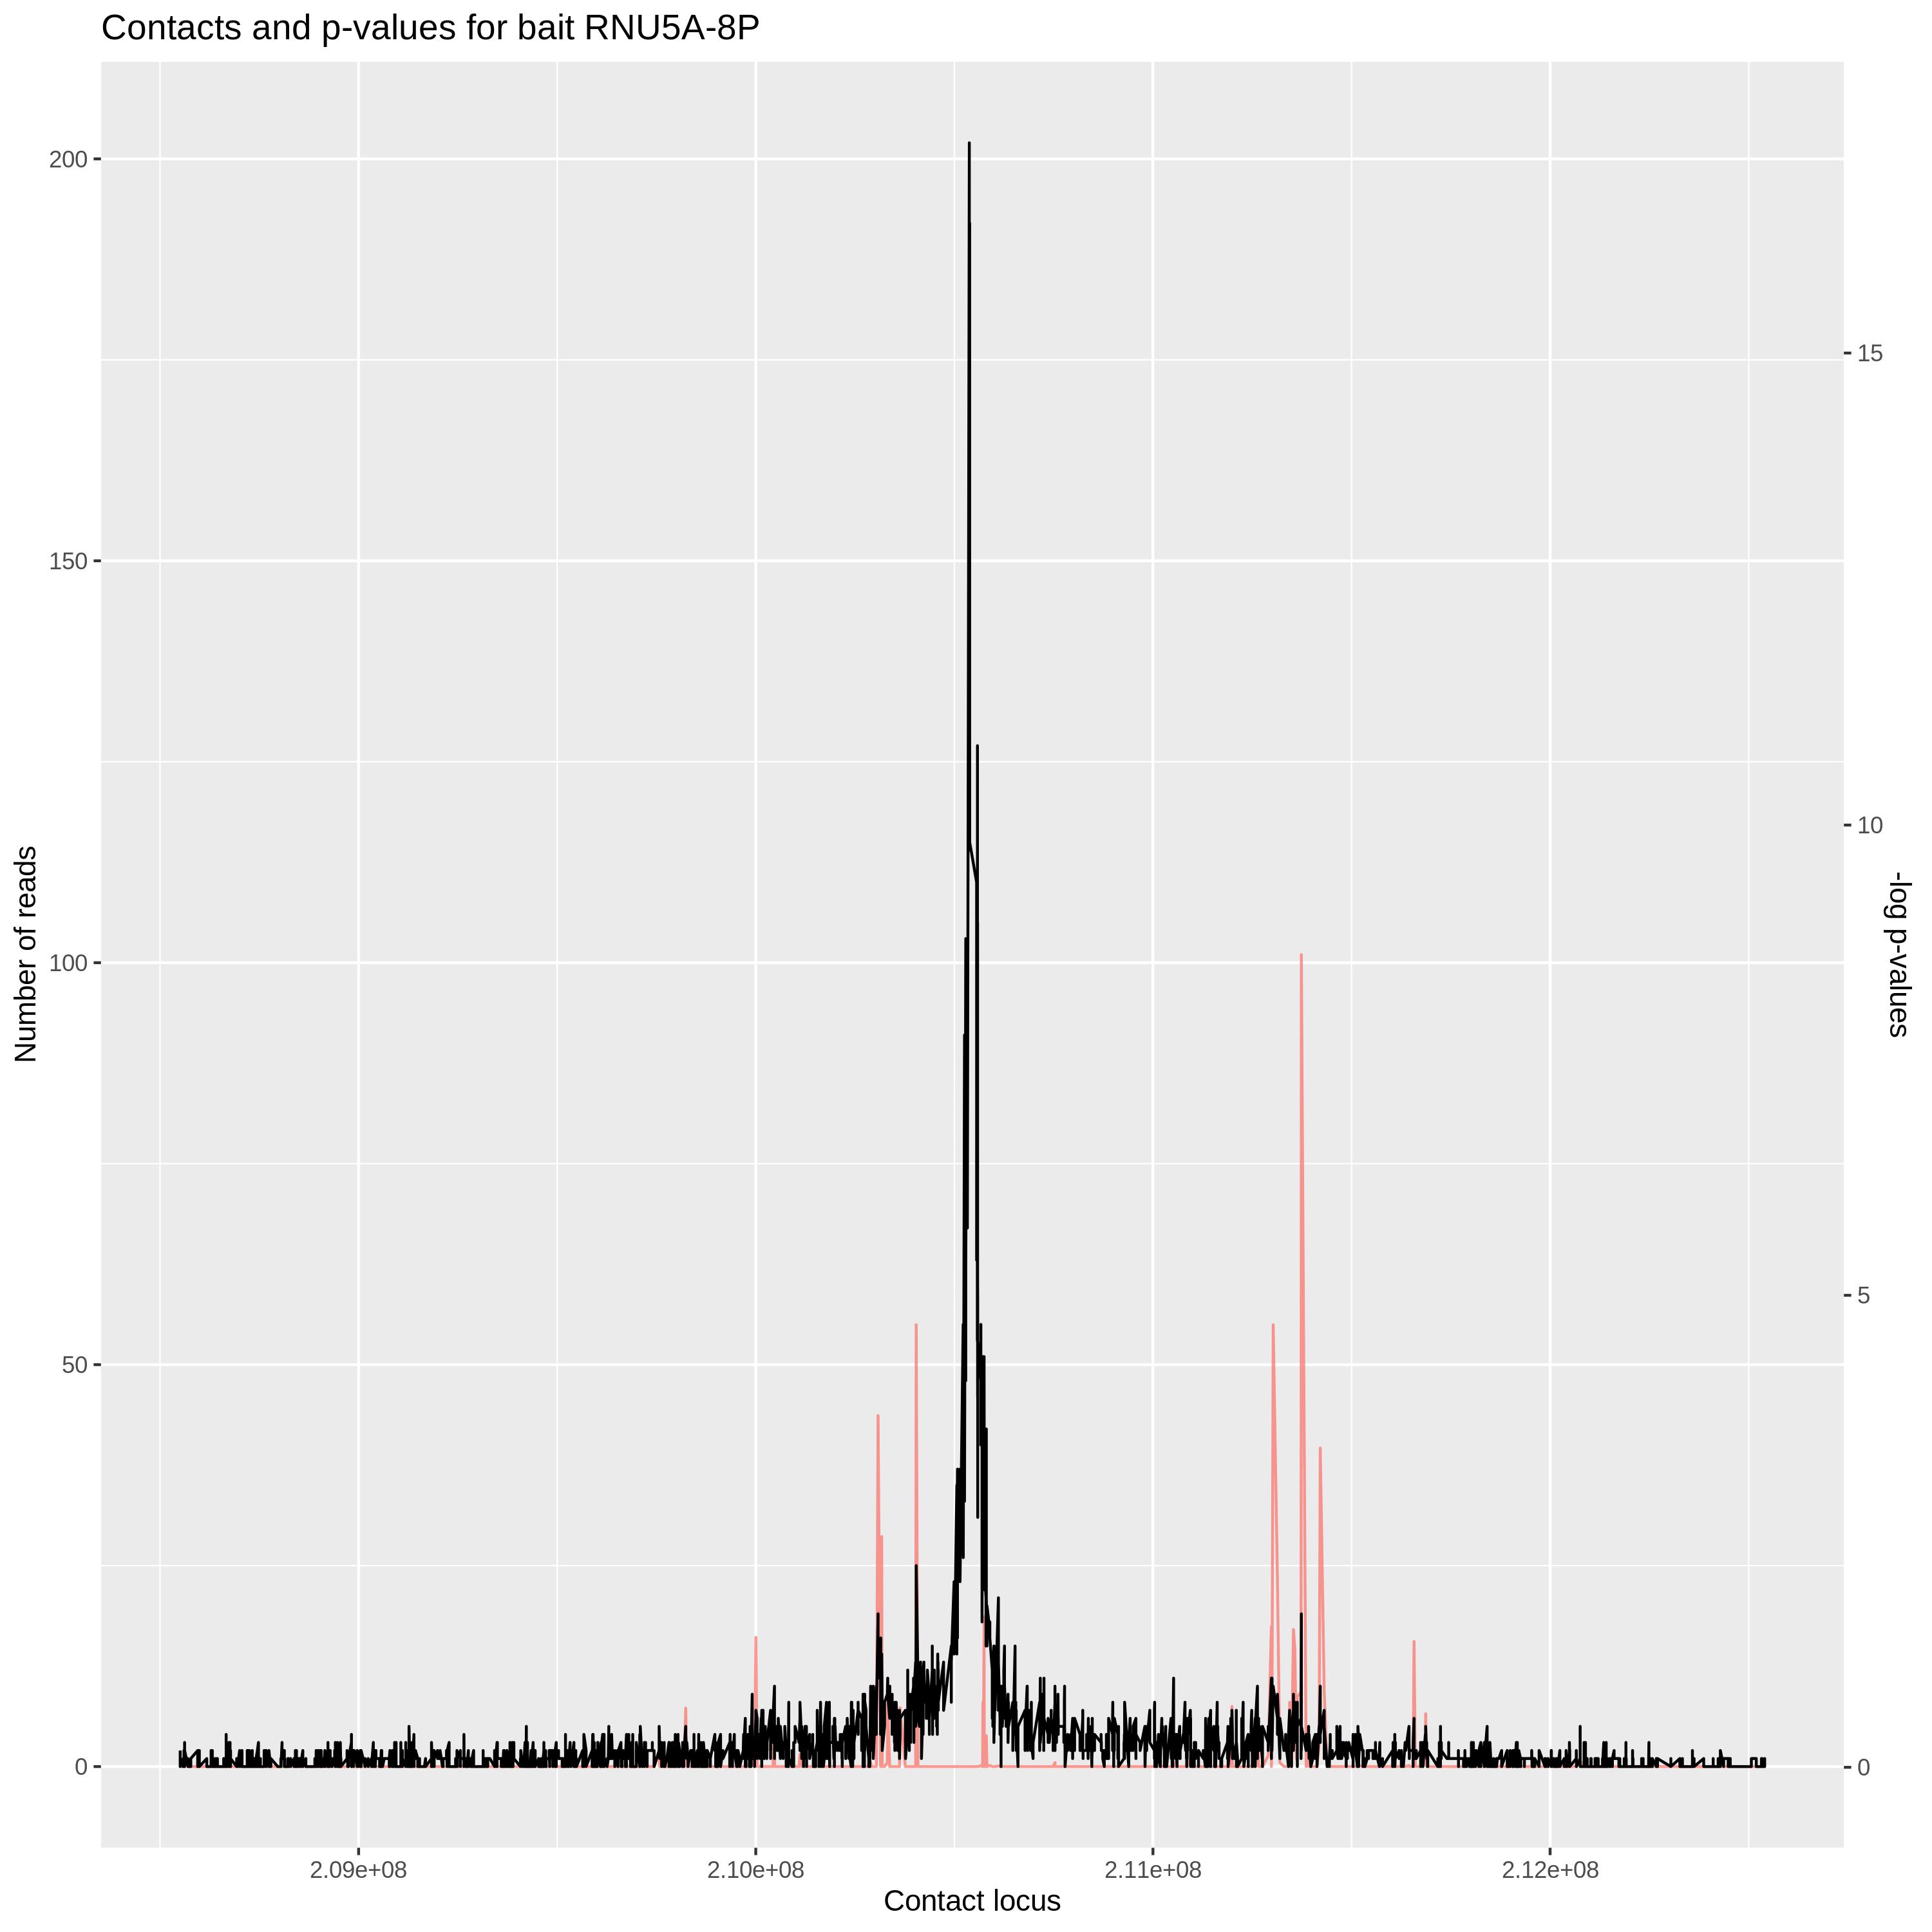 Contacts and p-values for bait RNU5A-8P
200
150
100
50
0
Number of reads
15
10
5
0
-log p-values
2.09e+08
2.10e+08
2.11e+08
2.12e+08
Contact locus